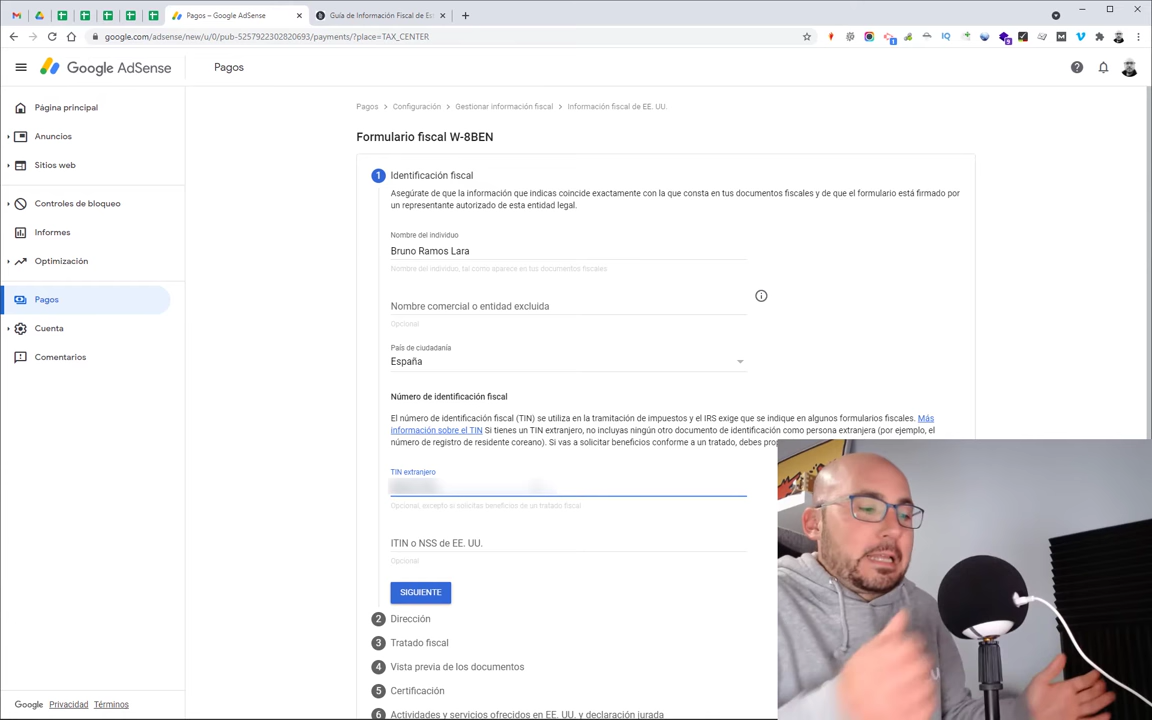 Pagos – Google AdSense
Guía de Información Fiscal de Es
google.com/adsense/new/u/0/pub-5257922302820693/payments/?place=TAX_CENTER
Google AdSense
Pagos
Página principal
Anuncios
Sitios web
Controles de bloqueo
Informes
Optimización
Pagos
Cuenta
Comentarios
Google Privacidad Términos
Pagos > Configuración > Gestionar información fiscal > Información fiscal de EE. UU.
Formulario fiscal W-8BEN
1 Identificación fiscal
Asegúrate de que la información que indicas coincide exactamente con la que consta en tus documentos fiscales y de que el formulario está firmado por
un representante autorizado de esta entidad legal.
Nombre del individuo
Bruno Ramos Lara
Nombre del individuo, tal como aparece en tus documentos fiscales
Nombre comercial o entidad excluida
Opcional
País de ciudadanía
España
Número de identificación fiscal
El número de identificación fiscal (TIN) se utiliza en la tramitación de impuestos y el IRS exige que se indique en algunos formularios fiscales. Más
información sobre el TIN Si tienes un TIN extranjero, no incluyas ningún otro documento de identificación como persona extranjera (por ejemplo, el
número de registro de residente coreano). Si vas a solicitar beneficios conforme a un tratado, debes
TIN extranjero
Opcional, excepto si solicitas beneficios de un tratado fiscal
ITIN o NSS de EE. UU.
Opcional
SIGUIENTE
2 Dirección
3 Tratado fiscal
4 Vista previa de los documentos
5 Certificación
6 Actividades y servicios ofrecidos en EE. UU. y declaración jurada